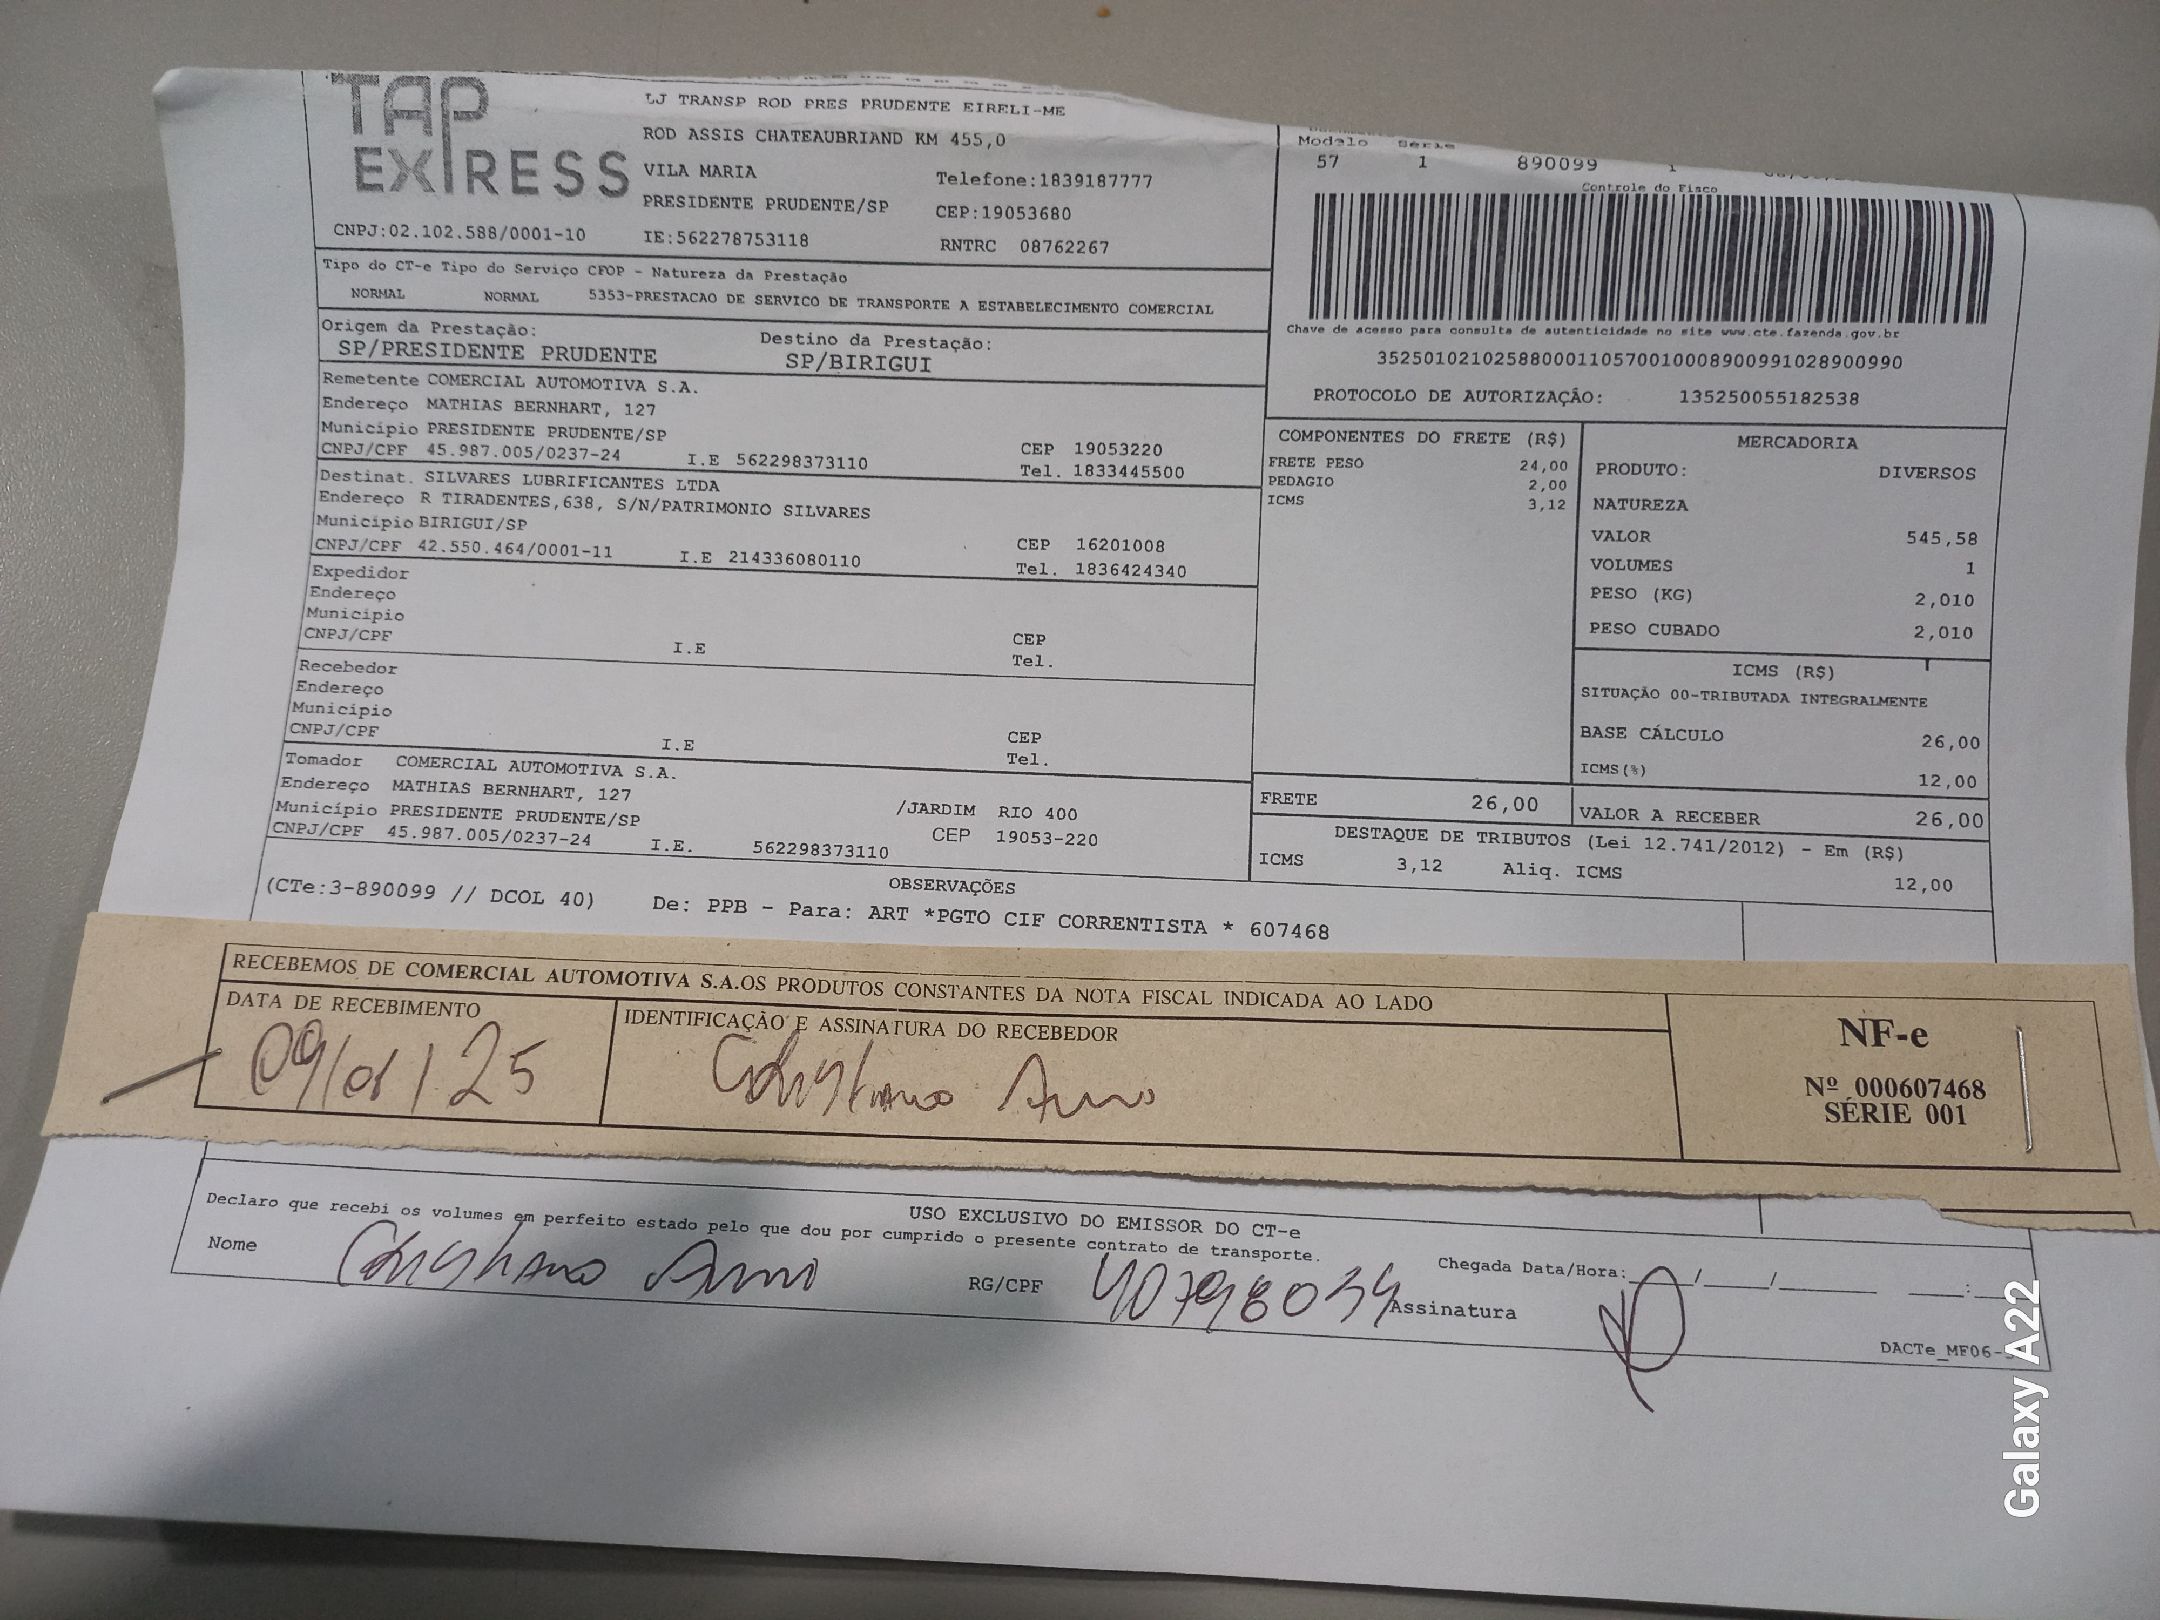 TAP
EXPRESS
LJ TRANSP ROD PRES PRUDENTE EIRELI-ME
ROD ASSIS CHATEAUBRIAND KM 455,0
VILA MARIA Telefone:1839187777
PRESIDENTE PRUDENTE/SP CEP:19053680
CNPJ:02.102.588/0001-10 IE:562278753118 RNTRC 08762267
Modelo Série
57 1 890099 1
Controle do Fisco
Chave de acesso para consulta de autenticidade no site www.cte.fazenda.gov.br
35250102102588000110570010008900991028900990
PROTOCOLO DE AUTORIZAÇÃO: 135250055182538
Tipo do CT-e Tipo do Serviço CFOP - Natureza da Prestação
NORMAL NORMAL 5353-PRESTACAO DE SERVICO DE TRANSPORTE A ESTABELECIMENTO COMERCIAL
Origem da Prestação: Destino da Prestação:
SP/PRESIDENTE PRUDENTE SP/BIRIGUI
Remetente COMERCIAL AUTOMOTIVA S.A.
Endereço MATHIAS BERNHART, 127
Município PRESIDENTE PRUDENTE/SP CEP 19053220
CNPJ/CPF 45.987.005/0237-24 I.E 562298373110 Tel. 1833445500
Destinat. SILVARES LUBRIFICANTES LTDA
Endereço R TIRADENTES,638, S/N/PATRIMONIO SILVARES
Município BIRIGUI/SP CEP 16201008
CNPJ/CPF 42.550.464/0001-11 I.E 214336080110 Tel. 1836424340
Expedidor
Endereço
Município CEP
CNPJ/CPF I.E Tel.
Recebedor
Endereço
Município CEP
CNPJ/CPF I.E Tel.
Tomador COMERCIAL AUTOMOTIVA S.A.
Endereço MATHIAS BERNHART, 127 /JARDIM RIO 400
Município PRESIDENTE PRUDENTE/SP CEP 19053-220
CNPJ/CPF 45.987.005/0237-24 I.E. 562298373110
COMPONENTES DO FRETE (R$)
FRETE PESO 24,00
PEDAGIO 2,00
ICMS 3,12
MERCADORIA
PRODUTO: DIVERSOS
NATUREZA
VALOR 545,58
VOLUMES 1
PESO (KG) 2,010
PESO CUBADO 2,010
ICMS (R$)
SITUAÇÃO 00-TRIBUTADA INTEGRALMENTE
BASE CÁLCULO 26,00
ICMS(%) 12,00
FRETE 26,00 VALOR A RECEBER 26,00
DESTAQUE DE TRIBUTOS (Lei 12.741/2012) - Em (R$)
ICMS 3,12 Aliq. ICMS 12,00
OBSERVAÇÕES
(CTe:3-890099 // DCOL 40) De: PPB - Para: ART *PGTO CIF CORRENTISTA * 607468
RECEBEMOS DE COMERCIAL AUTOMOTIVA S.A.OS PRODUTOS CONSTANTES DA NOTA FISCAL INDICADA AO LADO
DATA DE RECEBIMENTO IDENTIFICAÇÃO E ASSINATURA DO RECEBEDOR
09/01/25
NF-e
Nº 000607468
SÉRIE 001
USO EXCLUSIVO DO EMISSOR DO CT-e
Declaro que recebi os volumes em perfeito estado pelo que dou por cumprido o presente contrato de transporte.
Nome RG/CPF Chegada Data/Hora: / / :
Assinatura
DACTe_MF06-
Galaxy A22